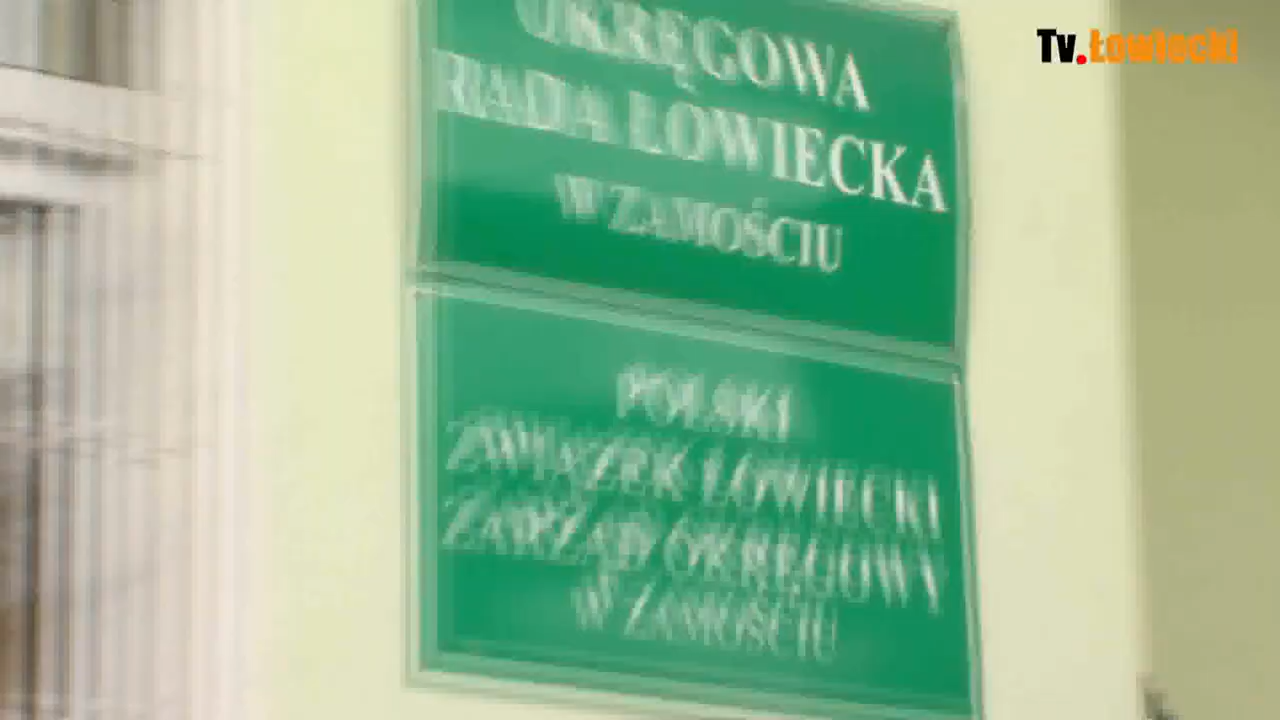 Tv.Łowiecki
OKRĘGOWA
RADA ŁOWIECKA
W ZAMOŚCIU
POLSKI
ZWIĄZEK ŁOWIECKI
ZARZĄD OKRĘGOWY
W ZAMOŚCIU